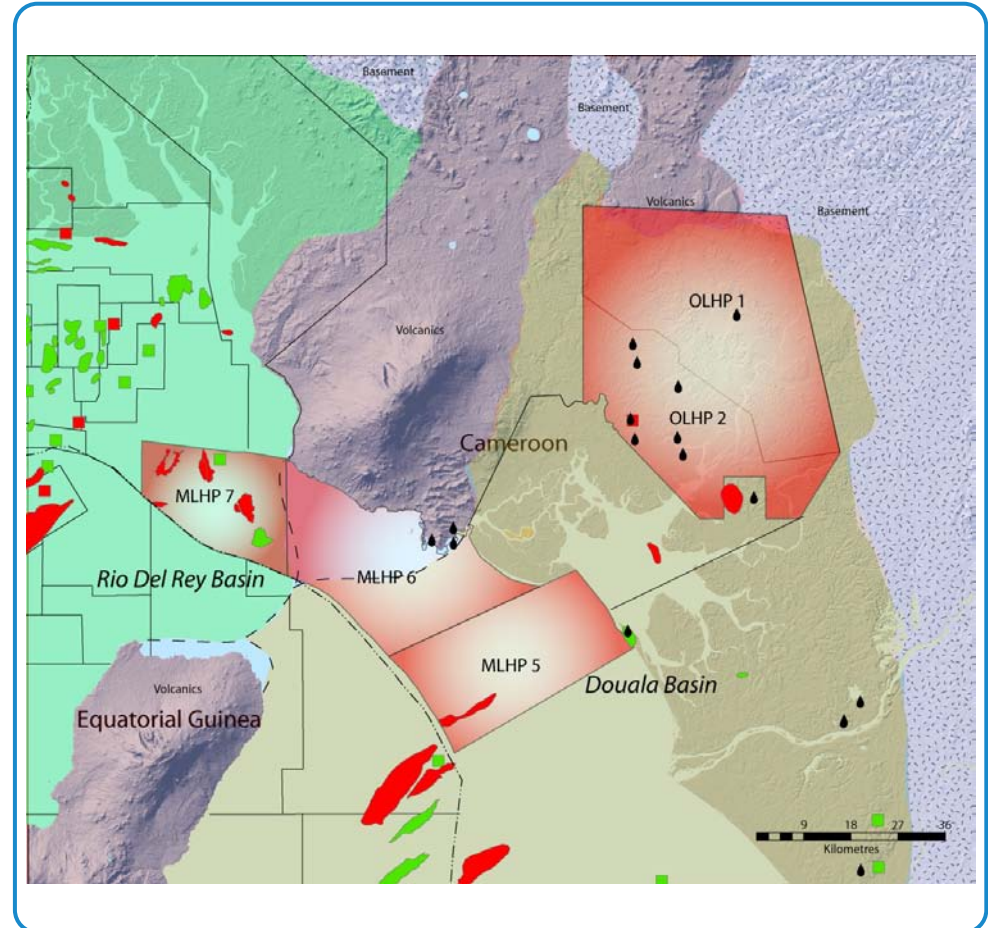 Basement
Basement
Volcanics
Basement
OLHP 1
Volcanics
OLHP 2
Cameroon
MLHP 7
Rio Del Rey Basin
MLHP 6
MLHP 5
Douala Basin
Volcanics
Equatorial Guinea
9 18 27 36
Kilometres